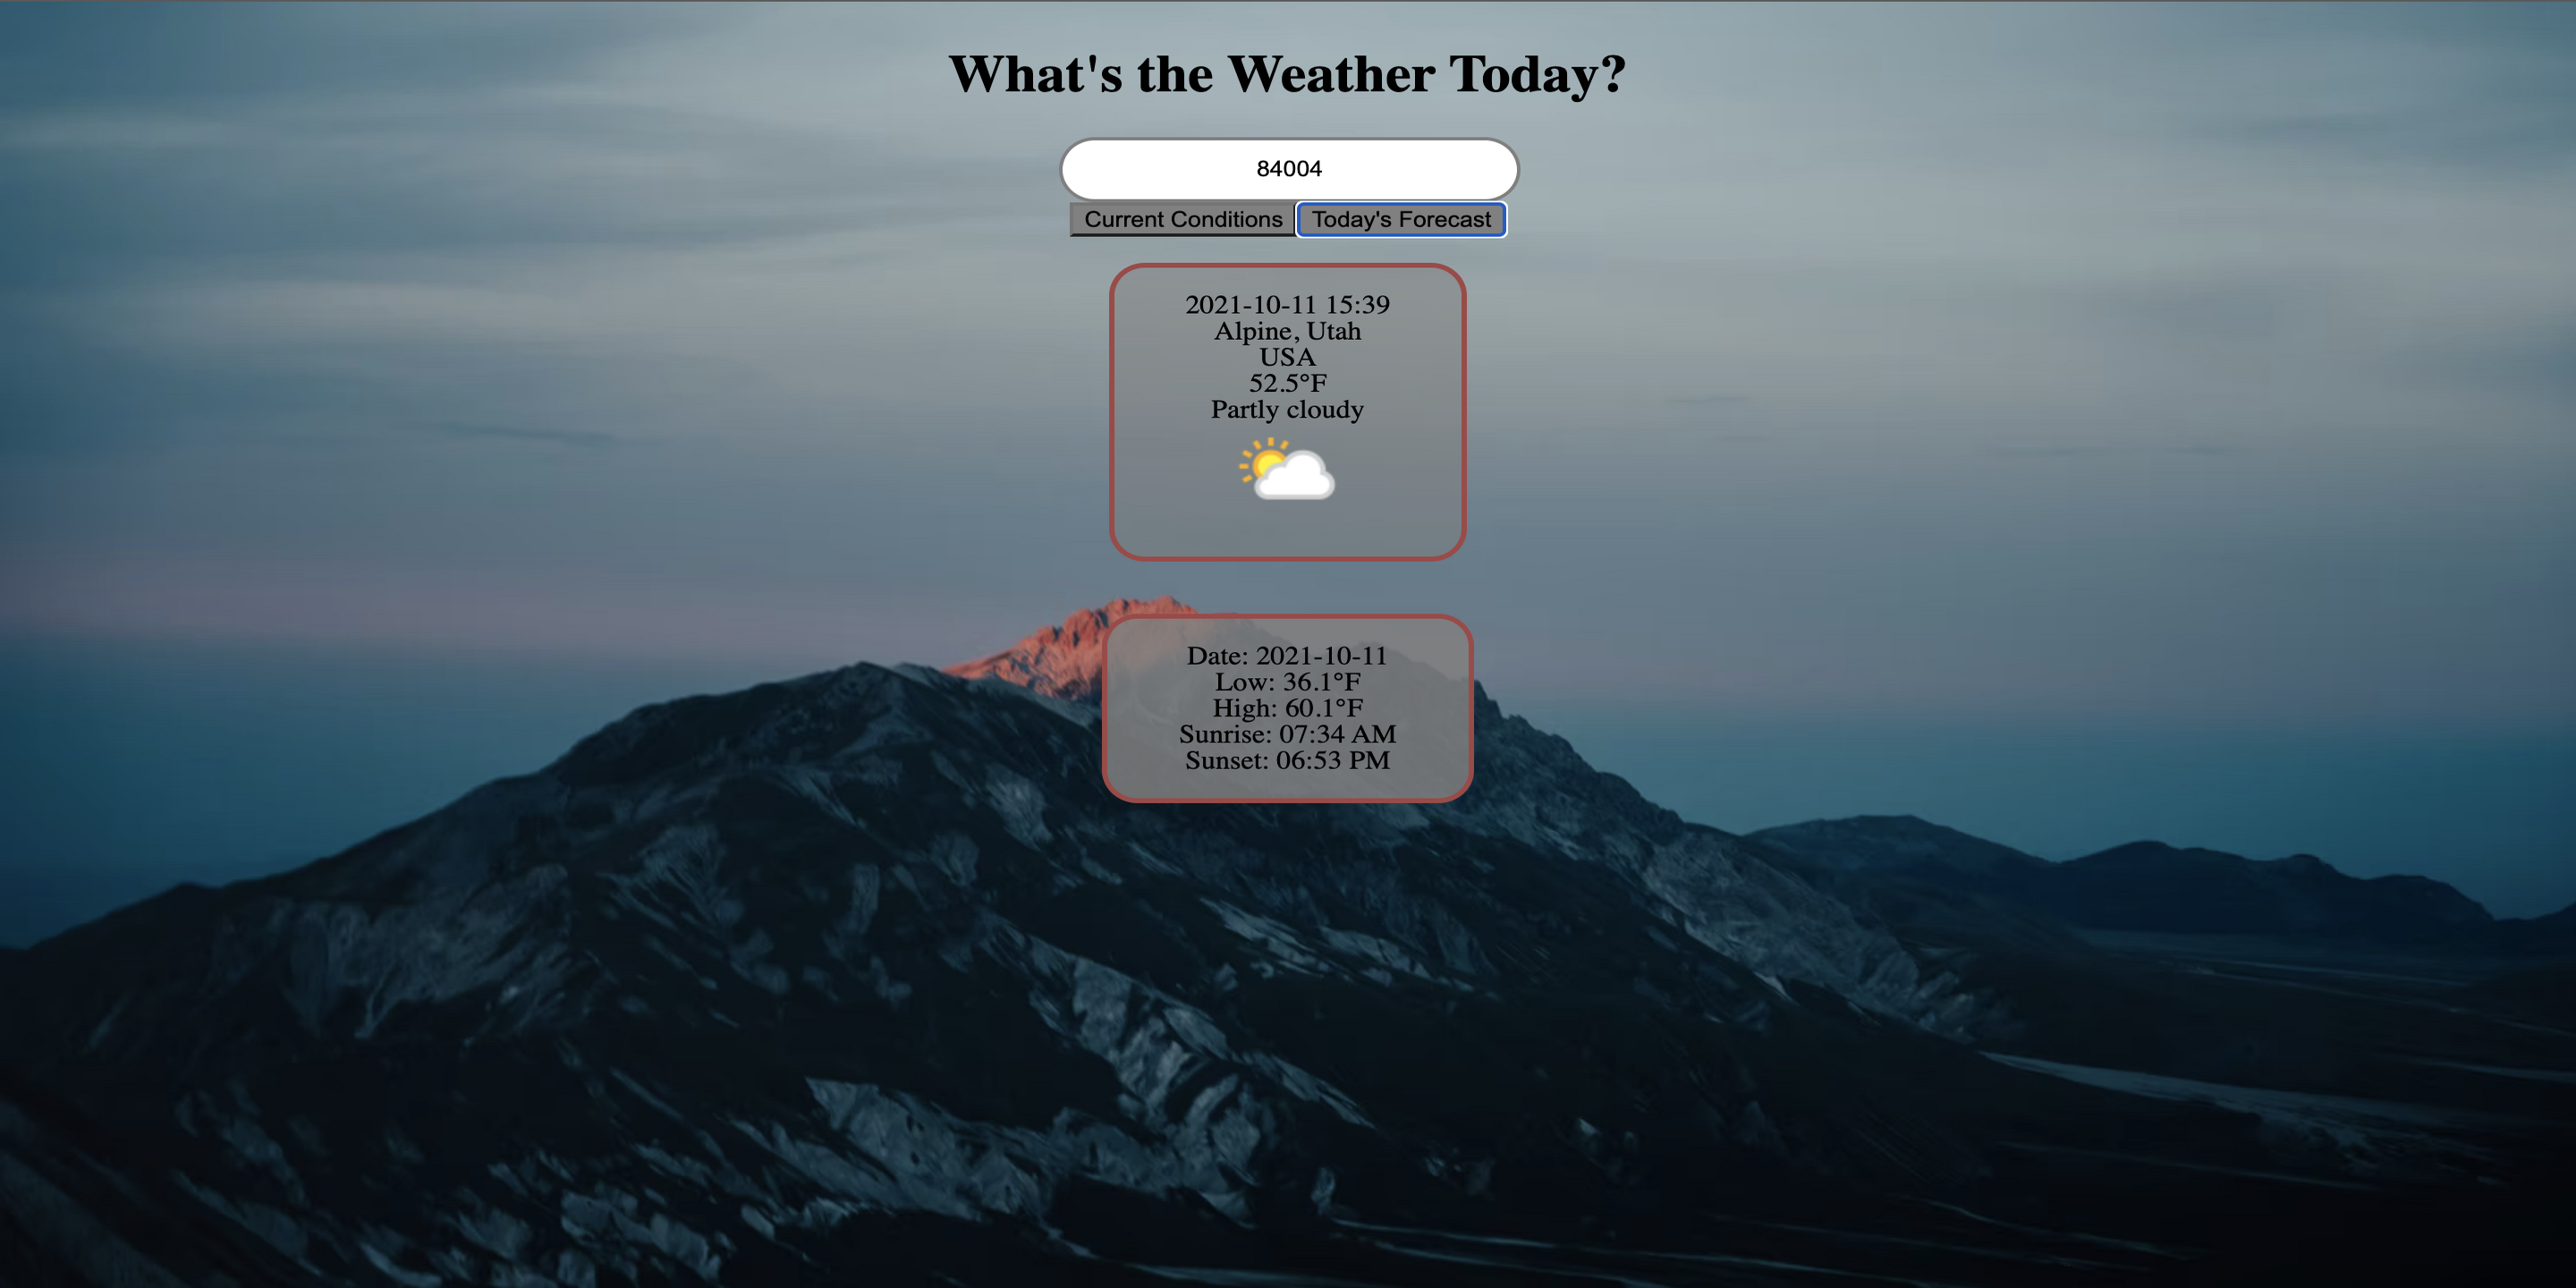 What's the Weather Today?
84004
Current Conditions Today's Forecast
2021-10-11 15:39
Alpine, Utah
USA
52.5°F
Partly cloudy
Date: 2021-10-11
Low: 36.1°F
High: 60.1°F
Sunrise: 07:34 AM
Sunset: 06:53 PM